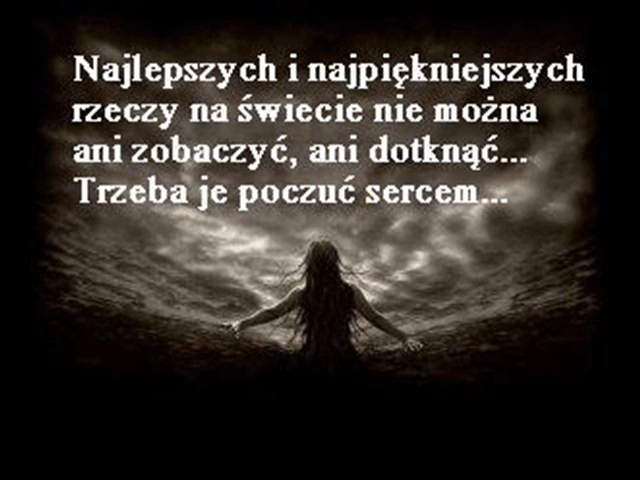 Najlepszych i najpiękniejszych
rzeczy na świecie nie można
ani zobaczyć, ani dotknąć...
Trzeba je poczuć sercem...